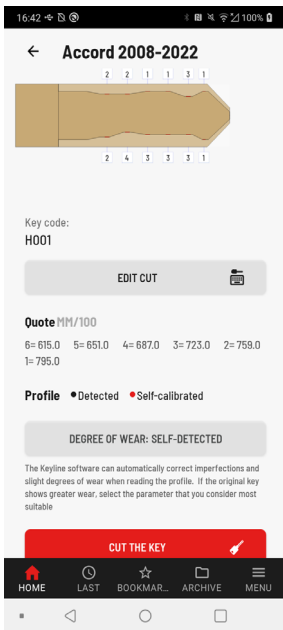 16:42
100%
Accord 2008-2022
2 2 1 1 3 1
2 4 3 3 3 1
Key code:
H001
EDIT CUT
Quote MM/100
6= 615.0 5= 651.0 4= 687.0 3= 723.0 2= 759.0
1= 795.0
Profile Detected Self-calibrated
DEGREE OF WEAR: SELF-DETECTED
The Keyline software can automatically correct imperfections and
slight degrees of wear when reading the profile. If the original key
shows greater wear, select the parameter that you consider most
suitable
CUT THE KEY
HOME LAST BOOKMAR... ARCHIVE MENU